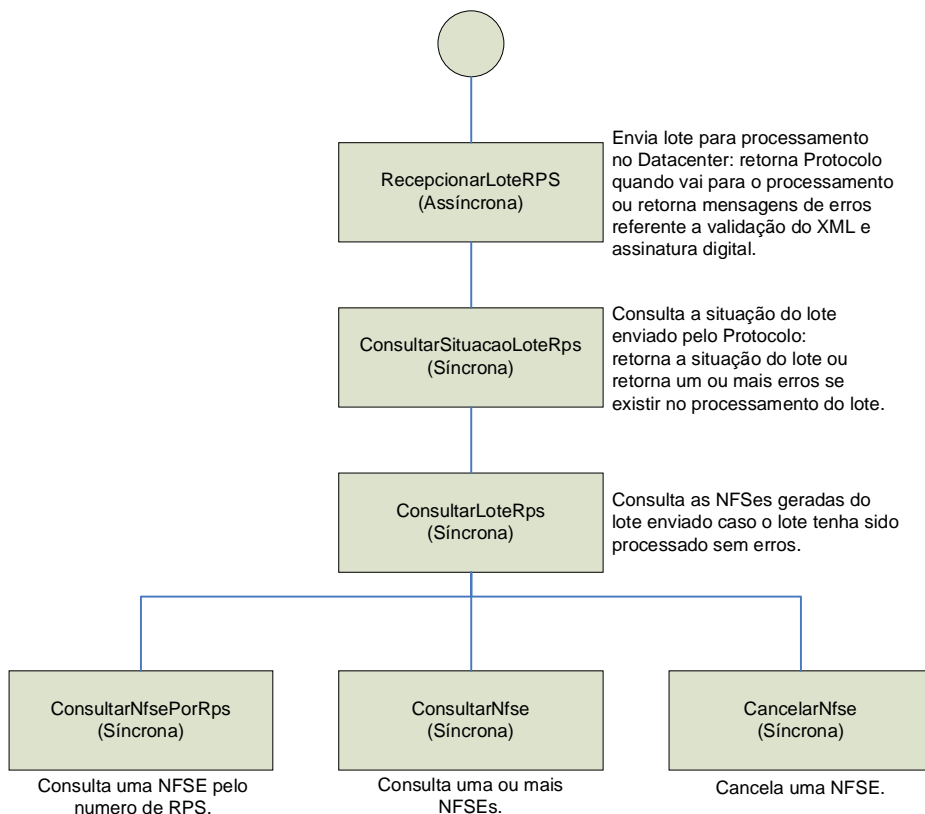 RecepcionarLoteRPS
(Assíncrona)
Envia lote para processamento
no Datacenter: retorna Protocolo
quando vai para o processamento
ou retorna mensagens de erros
referente a validação do XML e
assinatura digital.
ConsultarSituacaoLoteRps
(Síncrona)
Consulta a situação do lote
enviado pelo Protocolo:
retorna a situação do lote ou
retorna um ou mais erros se
existir no processamento do lote.
ConsultarLoteRps
(Síncrona)
Consulta as NFSes geradas do
lote enviado caso o lote tenha sido
processado sem erros.
ConsultarNfsePorRps
(Síncrona)
Consulta uma NFSE pelo
numero de RPS.
ConsultarNfse
(Síncrona)
Consulta uma ou mais
NFSEs.
CancelarNfse
(Síncrona)
Cancela uma NFSE.